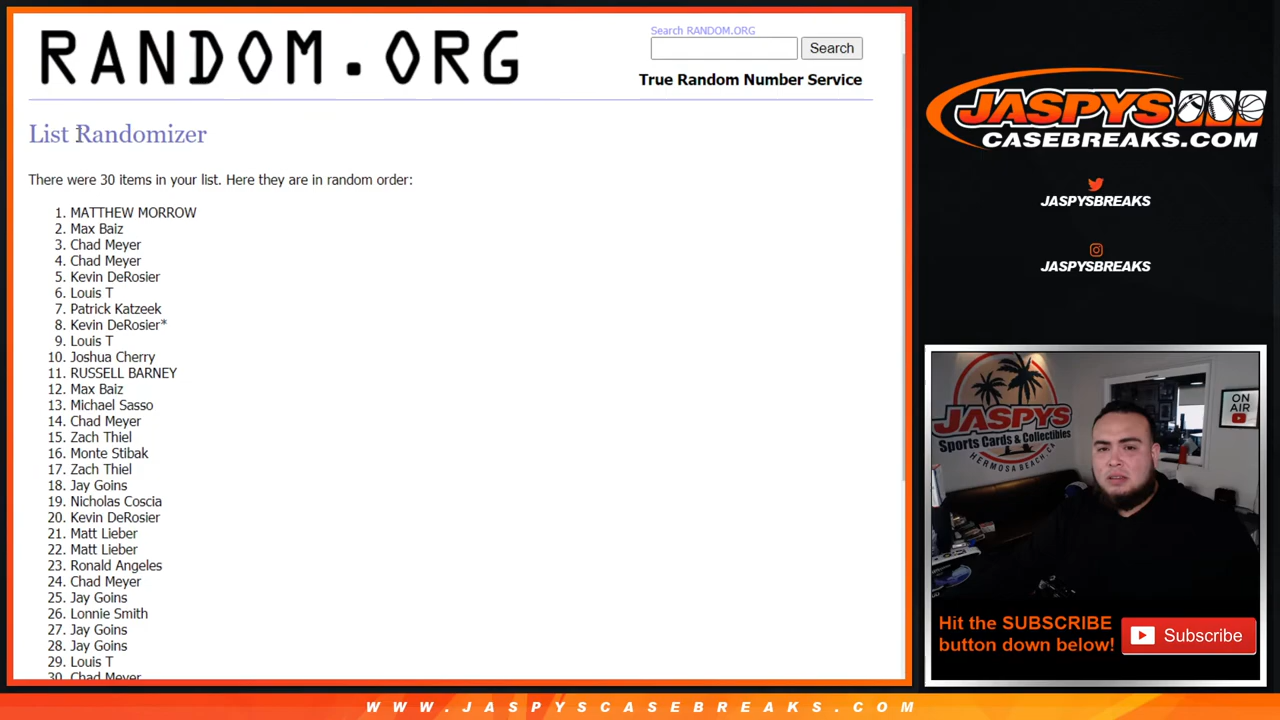 RANDOM.ORG
Search RANDOM.ORG
Search
True Random Number Service
List Randomizer
There were 30 items in your list. Here they are in random order:
1. MATTHEW MORROW
2. Max Baiz
3. Chad Meyer
4. Chad Meyer
5. Kevin DeRosier
6. Louis T
7. Patrick Katzeek
8. Kevin DeRosier*
9. Louis T
10. Joshua Cherry
11. RUSSELL BARNEY
12. Max Baiz
13. Michael Sasso
14. Chad Meyer
15. Zach Thiel
16. Monte Stibak
17. Zach Thiel
18. Jay Goins
19. Nicholas Coscia
20. Kevin DeRosier
21. Matt Lieber
22. Matt Lieber
23. Ronald Angeles
24. Chad Meyer
25. Jay Goins
26. Lonnie Smith
27. Jay Goins
28. Jay Goins
29. Louis T
30. Chad Meyer
JASPYS
CASEBREAKS.COM
JASPYSBREAKS
JASPYSBREAKS
JASPYS
Sports Cards & Collectibles
HERMOSA BEACH, CA
ON
AIR
Hit the SUBSCRIBE
button down below!
Subscribe
WWW.JASPYSCASEBREAKS.COM